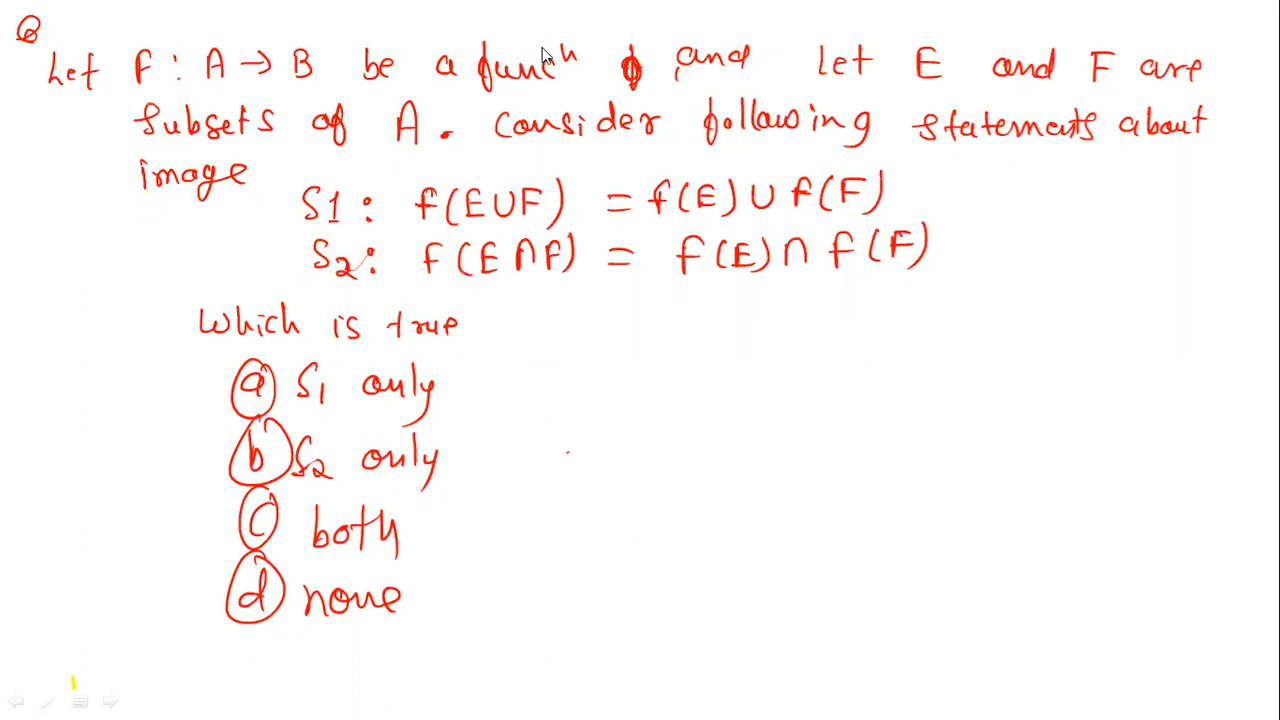 Q
Let f : A → B be a funcⁿ and let E and F are
subsets of A. consider following statements about
image
S1 : f(E∪F) = f(E) ∪ f(F)
S2 : f(E∩F) = f(E) ∩ f(F)
which is true
a S1 only
b S2 only
c both
d none